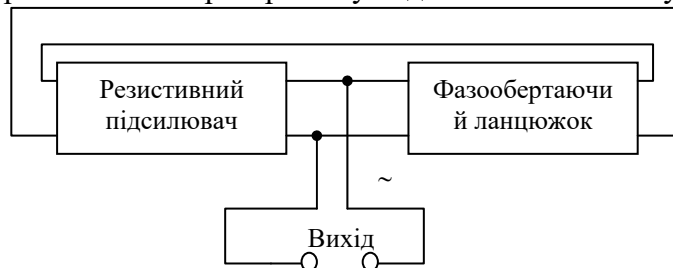 Резистивний
підсилювач
Фазообертаючи
й ланцюжок
~
Вихід